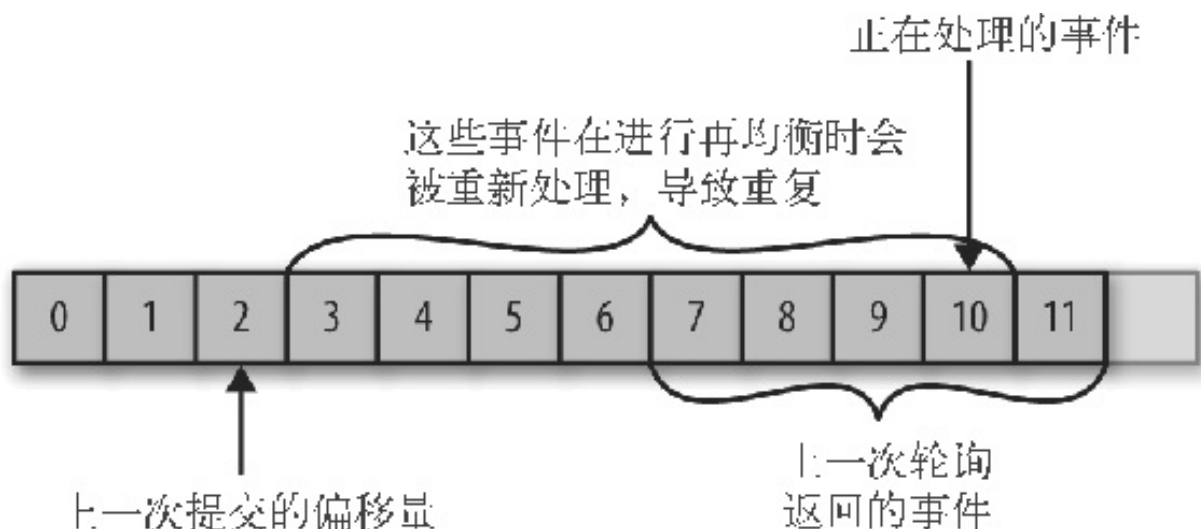 正在处理的事件
这些事件在进行再均衡时会
被重新处理，导致重复
0 1 2 3 4 5 6 7 8 9 10 11
上一次提交的偏移量
上一次轮询
返回的事件